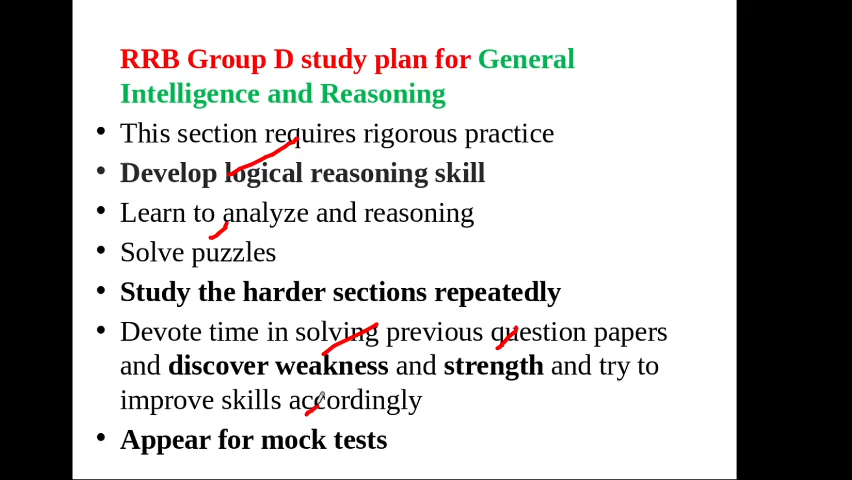 RRB Group D study plan for General
Intelligence and Reasoning
• This section requires rigorous practice
• Develop logical reasoning skill
• Learn to analyze and reasoning
• Solve puzzles
• Study the harder sections repeatedly
• Devote time in solving previous question papers
and discover weakness and strength and try to
improve skills accordingly
• Appear for mock tests